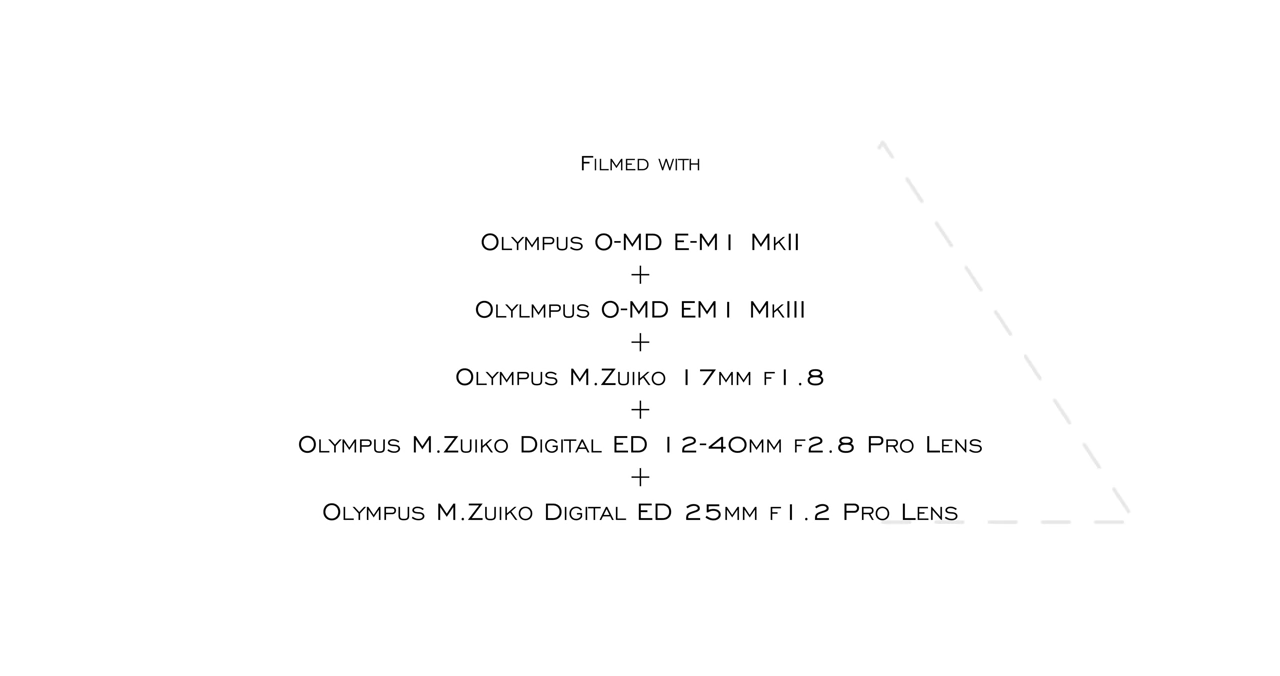 Filmed with
Olympus O-MD E-M1 MkII
+
Olylmpus O-MD EM1 MkIII
+
Olympus M.Zuiko 17mm f1.8
+
Olympus M.Zuiko Digital ED 12-40mm f2.8 Pro Lens
+
Olympus M.Zuiko Digital ED 25mm f1.2 Pro Lens